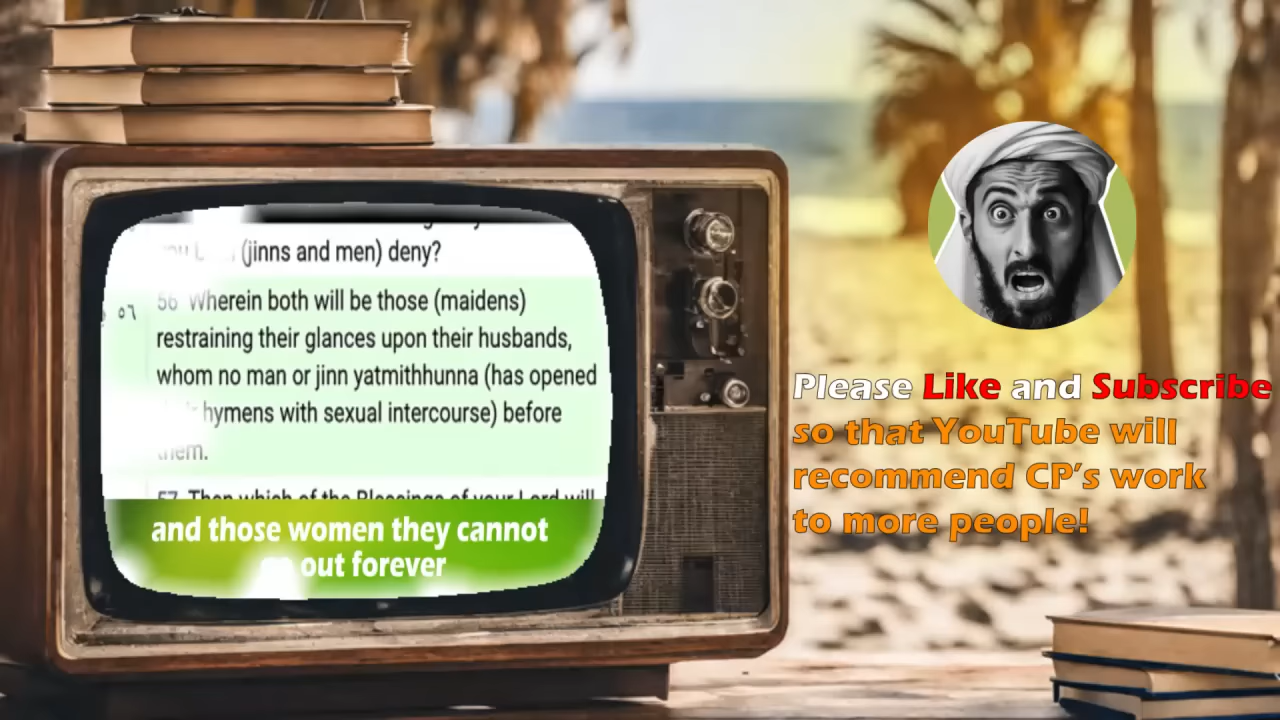 (jinns and men) deny?
٥٦
56 Wherein both will be those (maidens)
restraining their glances upon their husbands,
whom no man or jinn yatmithhunna (has opened
hymens with sexual intercourse) before
them.
57 Then which of the Blessings of your Lord will
and those women they cannot
out forever
Please Like and Subscribe
so that YouTube will
recommend CP's work
to more people!